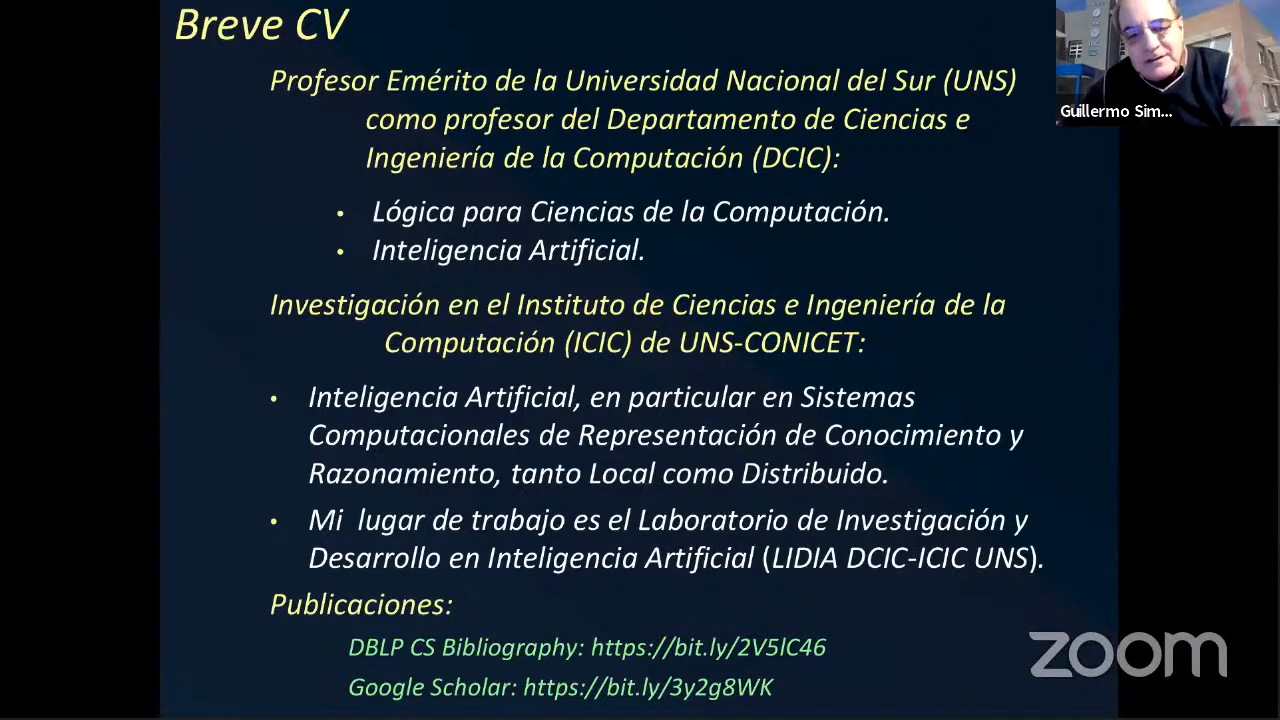 Breve CV
Profesor Emérito de la Universidad Nacional del Sur (UNS)
como profesor del Departamento de Ciencias e
Ingeniería de la Computación (DCIC):
• Lógica para Ciencias de la Computación.
• Inteligencia Artificial.
Investigación en el Instituto de Ciencias e Ingeniería de la
Computación (ICIC) de UNS-CONICET:
• Inteligencia Artificial, en particular en Sistemas
Computacionales de Representación de Conocimiento y
Razonamiento, tanto Local como Distribuido.
• Mi lugar de trabajo es el Laboratorio de Investigación y
Desarrollo en Inteligencia Artificial (LIDIA DCIC-ICIC UNS).
Publicaciones:
DBLP CS Bibliography: https://bit.ly/2V5lC46
Google Scholar: https://bit.ly/3y2g8WK
Guillermo Sim...
zoom